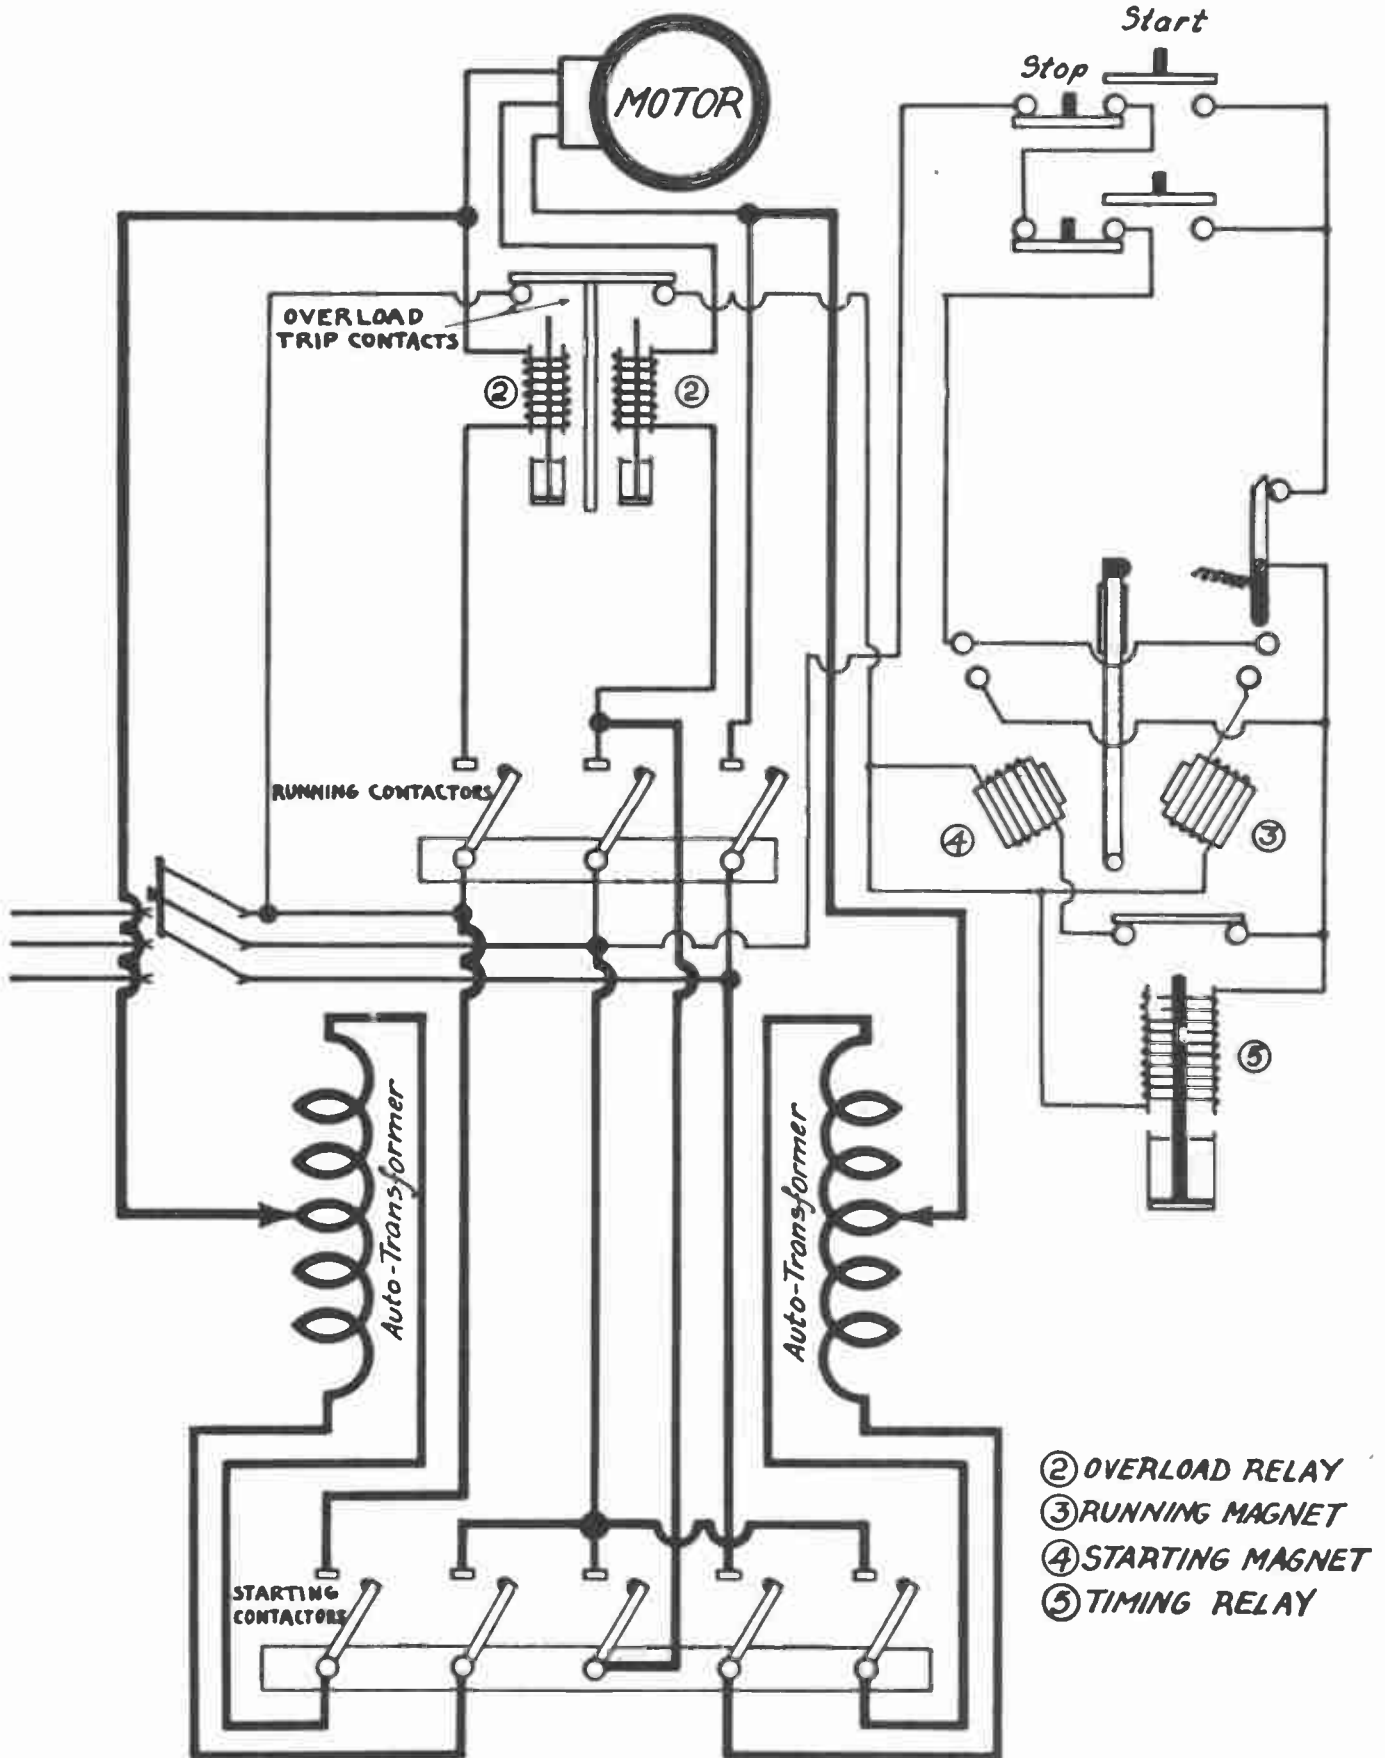 Start
Stop
MOTOR
OVERLOAD
TRIP CONTACTS
② ②
RUNNING CONTACTORS
④ ③
⑤
Auto-Transformer
Auto-Transformer
② OVERLOAD RELAY
③ RUNNING MAGNET
④ STARTING MAGNET
⑤ TIMING RELAY
STARTING
CONTACTORS